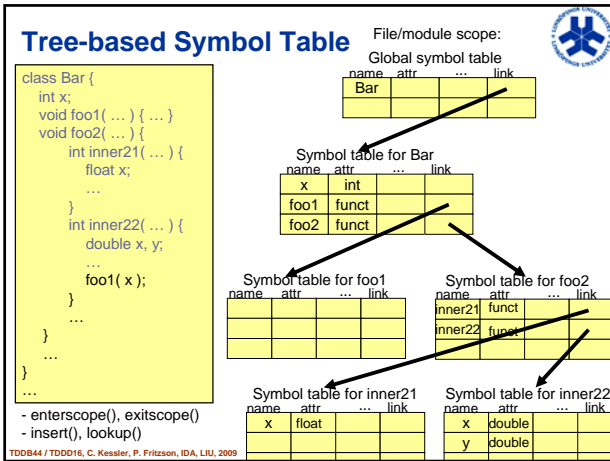 Tree-based Symbol Table
File/module scope:
LINKÖPINGS UNIVERSITET
Global symbol table
name attr ... link
Bar
class Bar {
int x;
void foo1( … ) { … }
void foo2( … ) {
int inner21( … ) {
float x;
…
}
int inner22( … ) {
double x, y;
…
foo1( x );
}
…
}
…
}
…
- enterscope(), exitscope()
- insert(), lookup()
Symbol table for Bar
name attr ... link
x int
foo1 funct
foo2 funct
Symbol table for foo1
name attr ... link
Symbol table for foo2
name attr ... link
inner21 funct
inner22 funct
Symbol table for inner21
name attr ... link
x float
Symbol table for inner22
name attr ... link
x double
y double
TDDB44 / TDDD16, C. Kessler, P. Fritzson, IDA, LIU, 2009